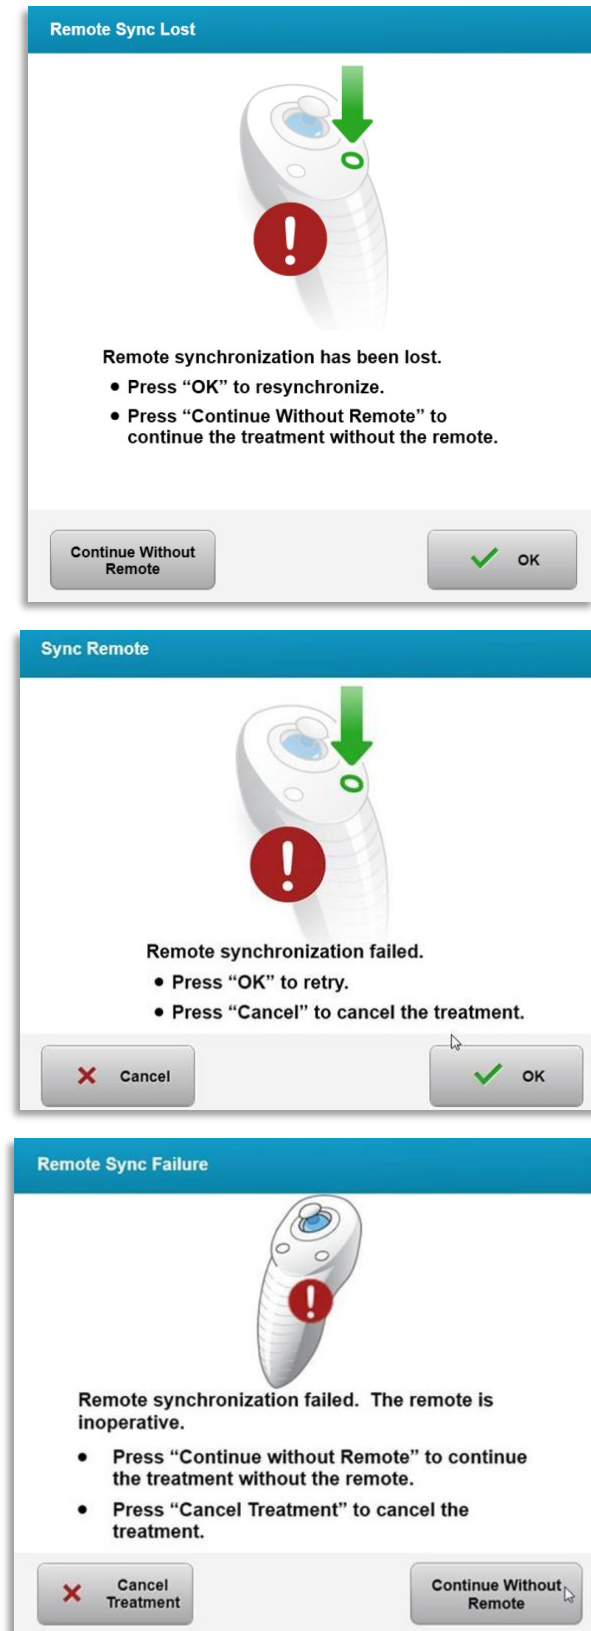 Remote Sync Lost
Remote synchronization has been lost.
● Press “OK” to resynchronize.
● Press “Continue Without Remote” to
continue the treatment without the remote.
Continue Without
Remote
OK
Sync Remote
Remote synchronization failed.
● Press “OK” to retry.
● Press “Cancel” to cancel the treatment.
Cancel
OK
Remote Sync Failure
Remote synchronization failed.  The remote is
inoperative.
● Press “Continue without Remote” to continue
the treatment without the remote.
● Press “Cancel Treatment” to cancel the
treatment.
Cancel
Treatment
Continue Without
Remote